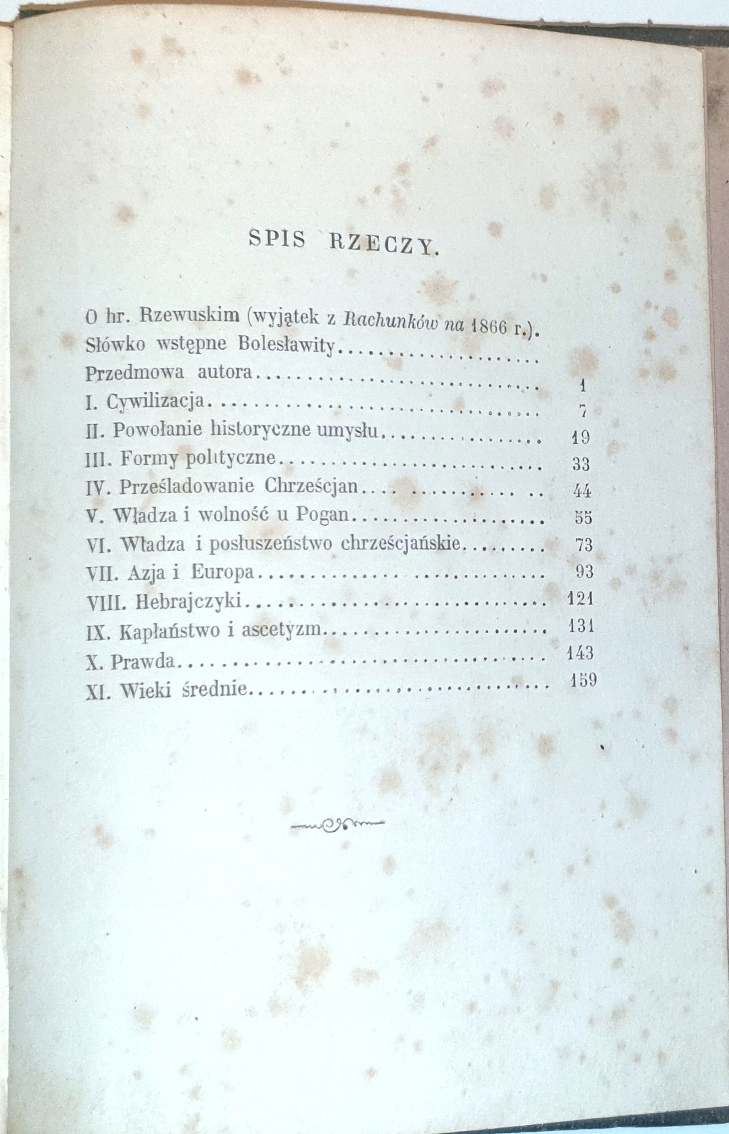 SPIS RZECZY.
O hr. Rzewuskim (wyjątek z Rachunków na 1866 r.).
Słówko wstępne Bolesławity....................
Przedmowa autora.............................. 1
I. Cywilizacja.................................. 7
II. Powołanie historyczne umysłu................ 19
III. Formy polityczne........................... 33
IV. Prześladowanie Chrześcjan.... ........... .. 44
V. Władza i wolność u Pogan.................... 55
VI. Władza i posłuszeństwo chrześcjańskie......... 73
VII. Azja i Europa............................. 93
VIII. Hebrajczyki............................... 121
IX. Kapłaństwo i ascetyzm....................... 131
X. Prawda..................................... 143
XI. Wieki średnie............................... 159